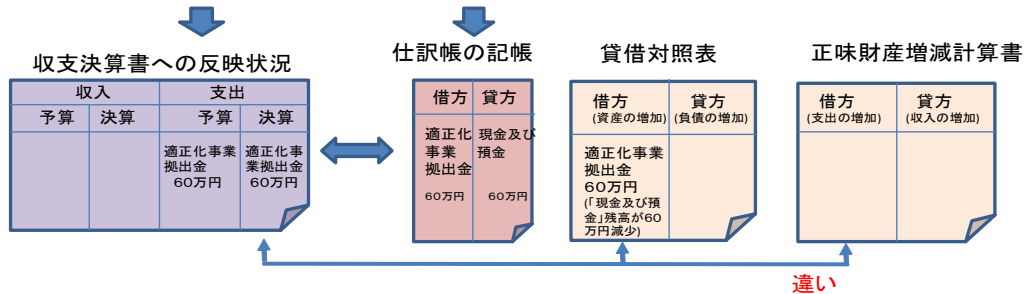 収支決算書への反映状況
収入
支出
予算
決算
予算
決算
適正化事業
拠出金
60万円
適正化事
業拠出金
60万円
仕訳帳の記帳
借方
貸方
適正化
事業
拠出金
60万円
現金及び
預金
60万円
貸借対照表
借方
(資産の増加)
貸方
(負債の増加)
適正化事業
拠出金
60万円
(「現金及び預
金」残高が60
万円減少)
正味財産増減計算書
借方
(支出の増加)
貸方
(収入の増加)
違い